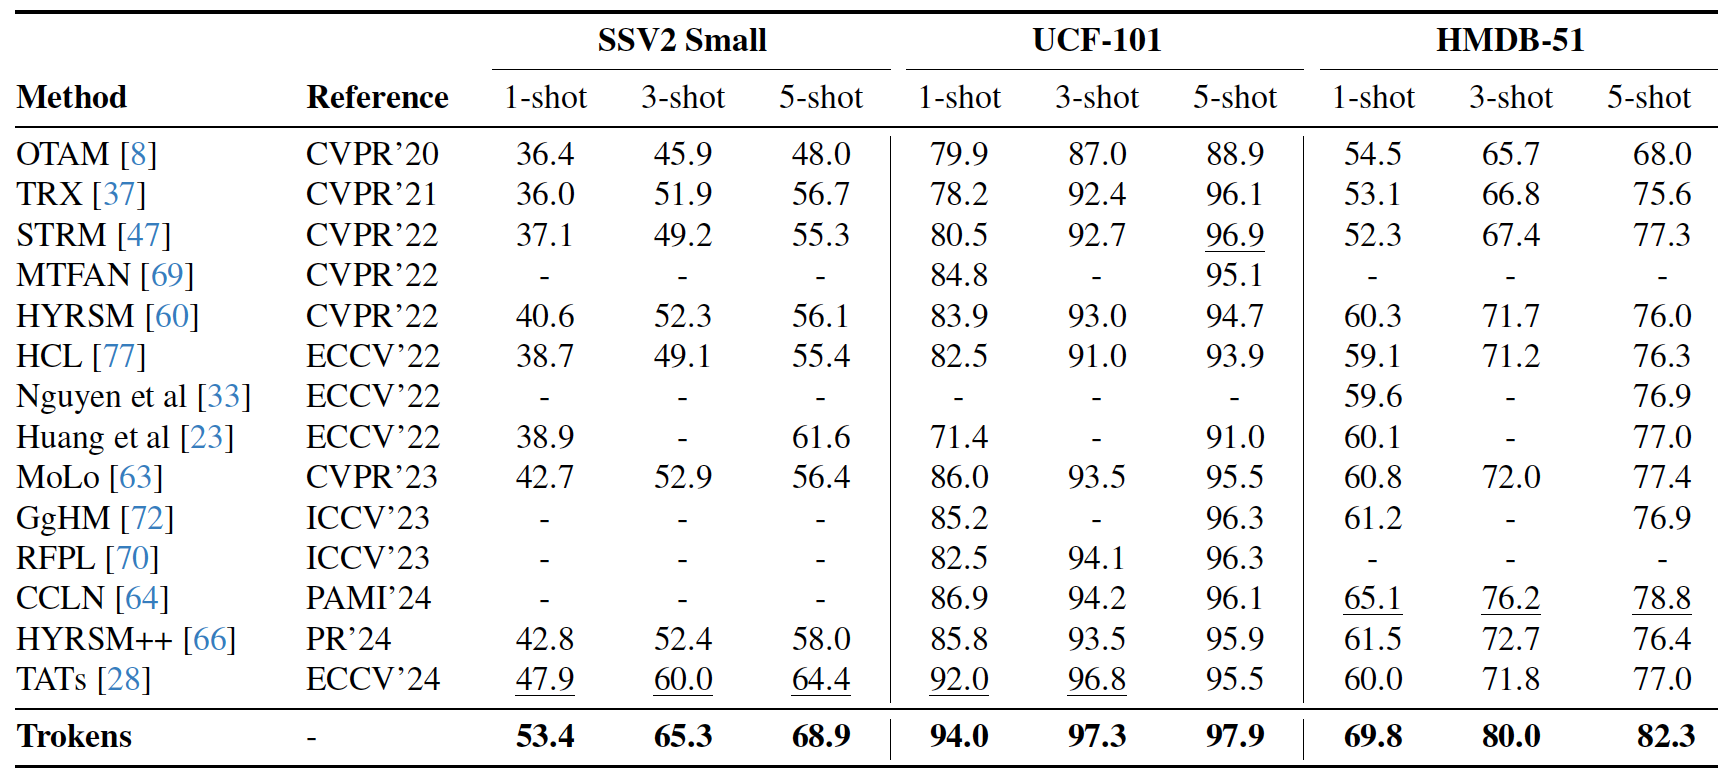 SSV2 Small UCF-101 HMDB-51
Method Reference 1-shot 3-shot 5-shot 1-shot 3-shot 5-shot 1-shot 3-shot 5-shot
OTAM [8] CVPR’20 36.4 45.9 48.0 79.9 87.0 88.9 54.5 65.7 68.0
TRX [37] CVPR’21 36.0 51.9 56.7 78.2 92.4 96.1 53.1 66.8 75.6
STRM [47] CVPR’22 37.1 49.2 55.3 80.5 92.7 96.9 52.3 67.4 77.3
MTFAN [69] CVPR’22 - - - 84.8 - 95.1 - - -
HYRSM [60] CVPR’22 40.6 52.3 56.1 83.9 93.0 94.7 60.3 71.7 76.0
HCL [77] ECCV’22 38.7 49.1 55.4 82.5 91.0 93.9 59.1 71.2 76.3
Nguyen et al [33] ECCV’22 - - - - - - 59.6 - 76.9
Huang et al [23] ECCV’22 38.9 - 61.6 71.4 - 91.0 60.1 - 77.0
MoLo [63] CVPR’23 42.7 52.9 56.4 86.0 93.5 95.5 60.8 72.0 77.4
GgHM [72] ICCV’23 - - - 85.2 - 96.3 61.2 - 76.9
RFPL [70] ICCV’23 - - - 82.5 94.1 96.3 - - -
CCLN [64] PAMI’24 - - - 86.9 94.2 96.1 65.1 76.2 78.8
HYRSM++ [66] PR’24 42.8 52.4 58.0 85.8 93.5 95.9 61.5 72.7 76.4
TATs [28] ECCV’24 47.9 60.0 64.4 92.0 96.8 95.5 60.0 71.8 77.0
Trokens - 53.4 65.3 68.9 94.0 97.3 97.9 69.8 80.0 82.3